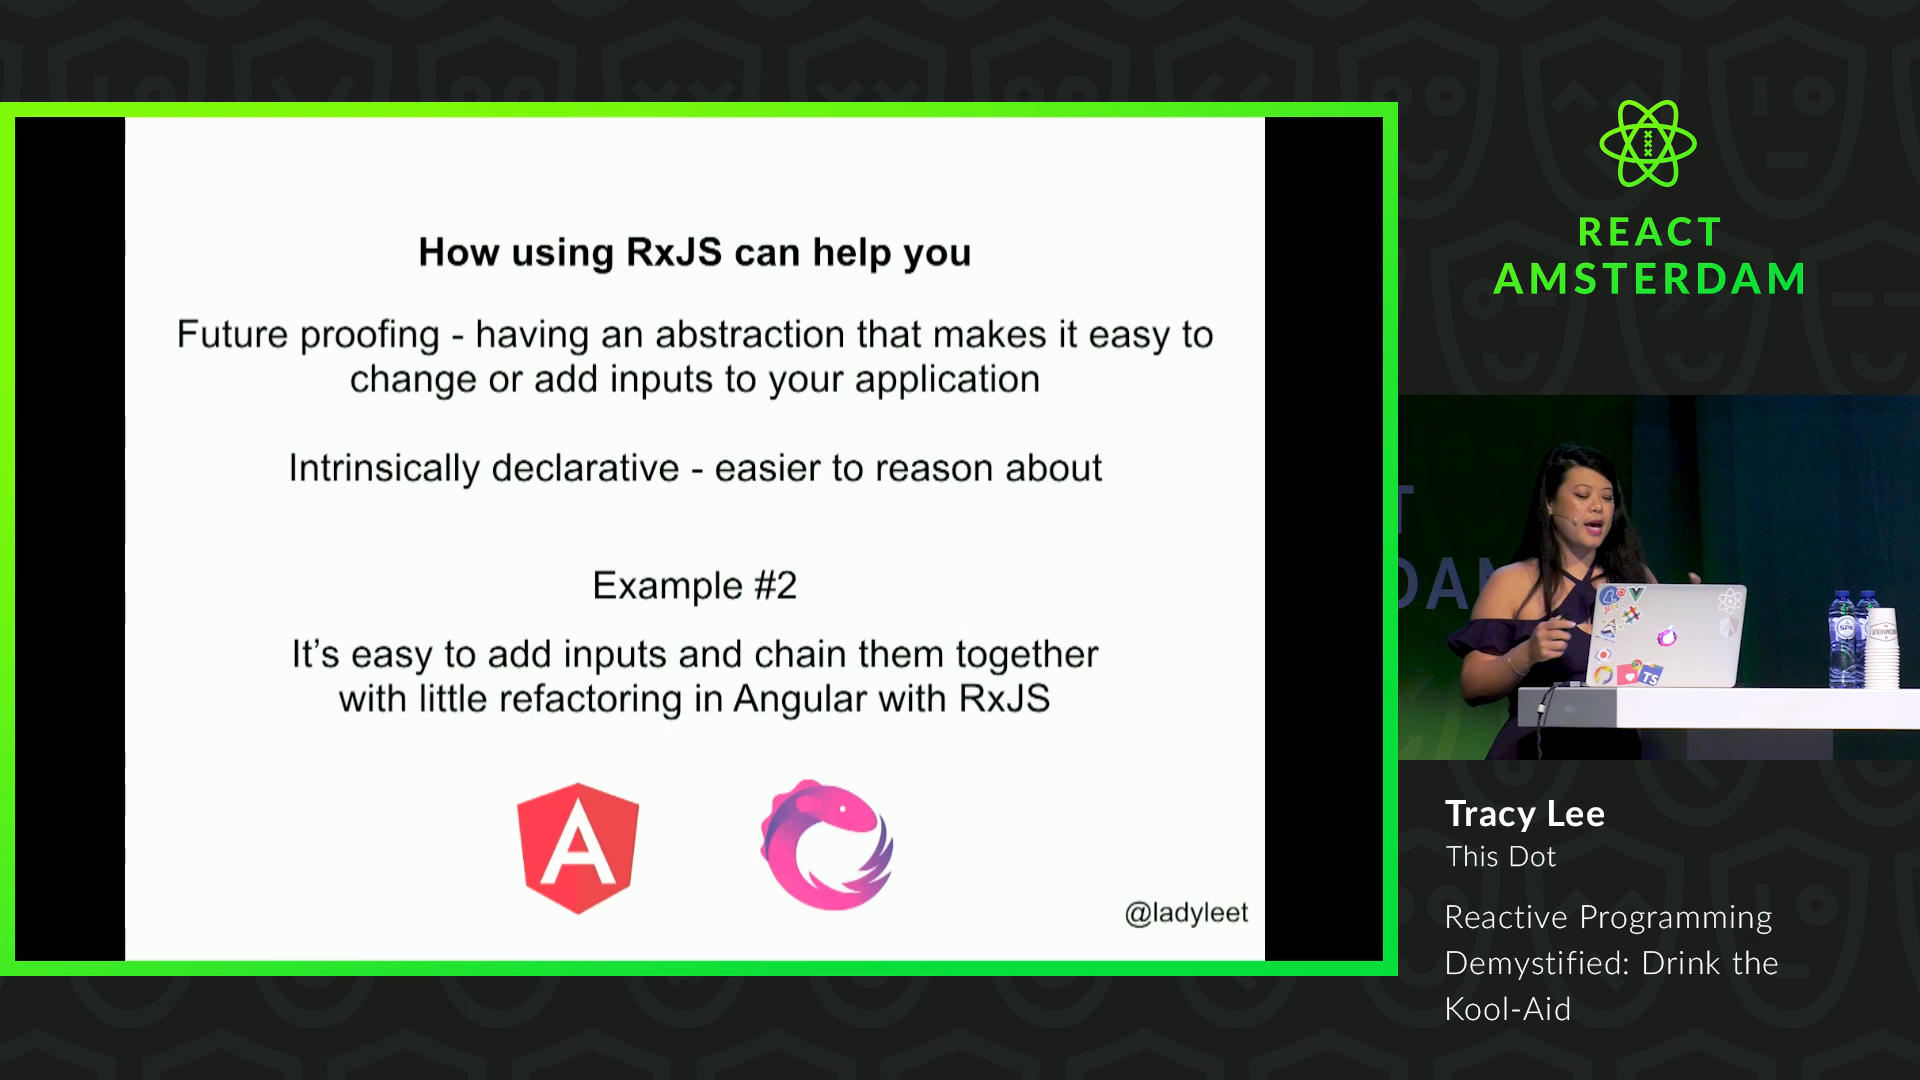 How using RxJS can help you
Future proofing - having an abstraction that makes it easy to
change or add inputs to your application
Intrinsically declarative - easier to reason about
Example #2
It’s easy to add inputs and chain them together
with little refactoring in Angular with RxJS
A
@ladyleet
REACT
AMSTERDAM
T
DAM
TS
SPA
Tracy Lee
This Dot
Reactive Programming
Demystified: Drink the
Kool-Aid